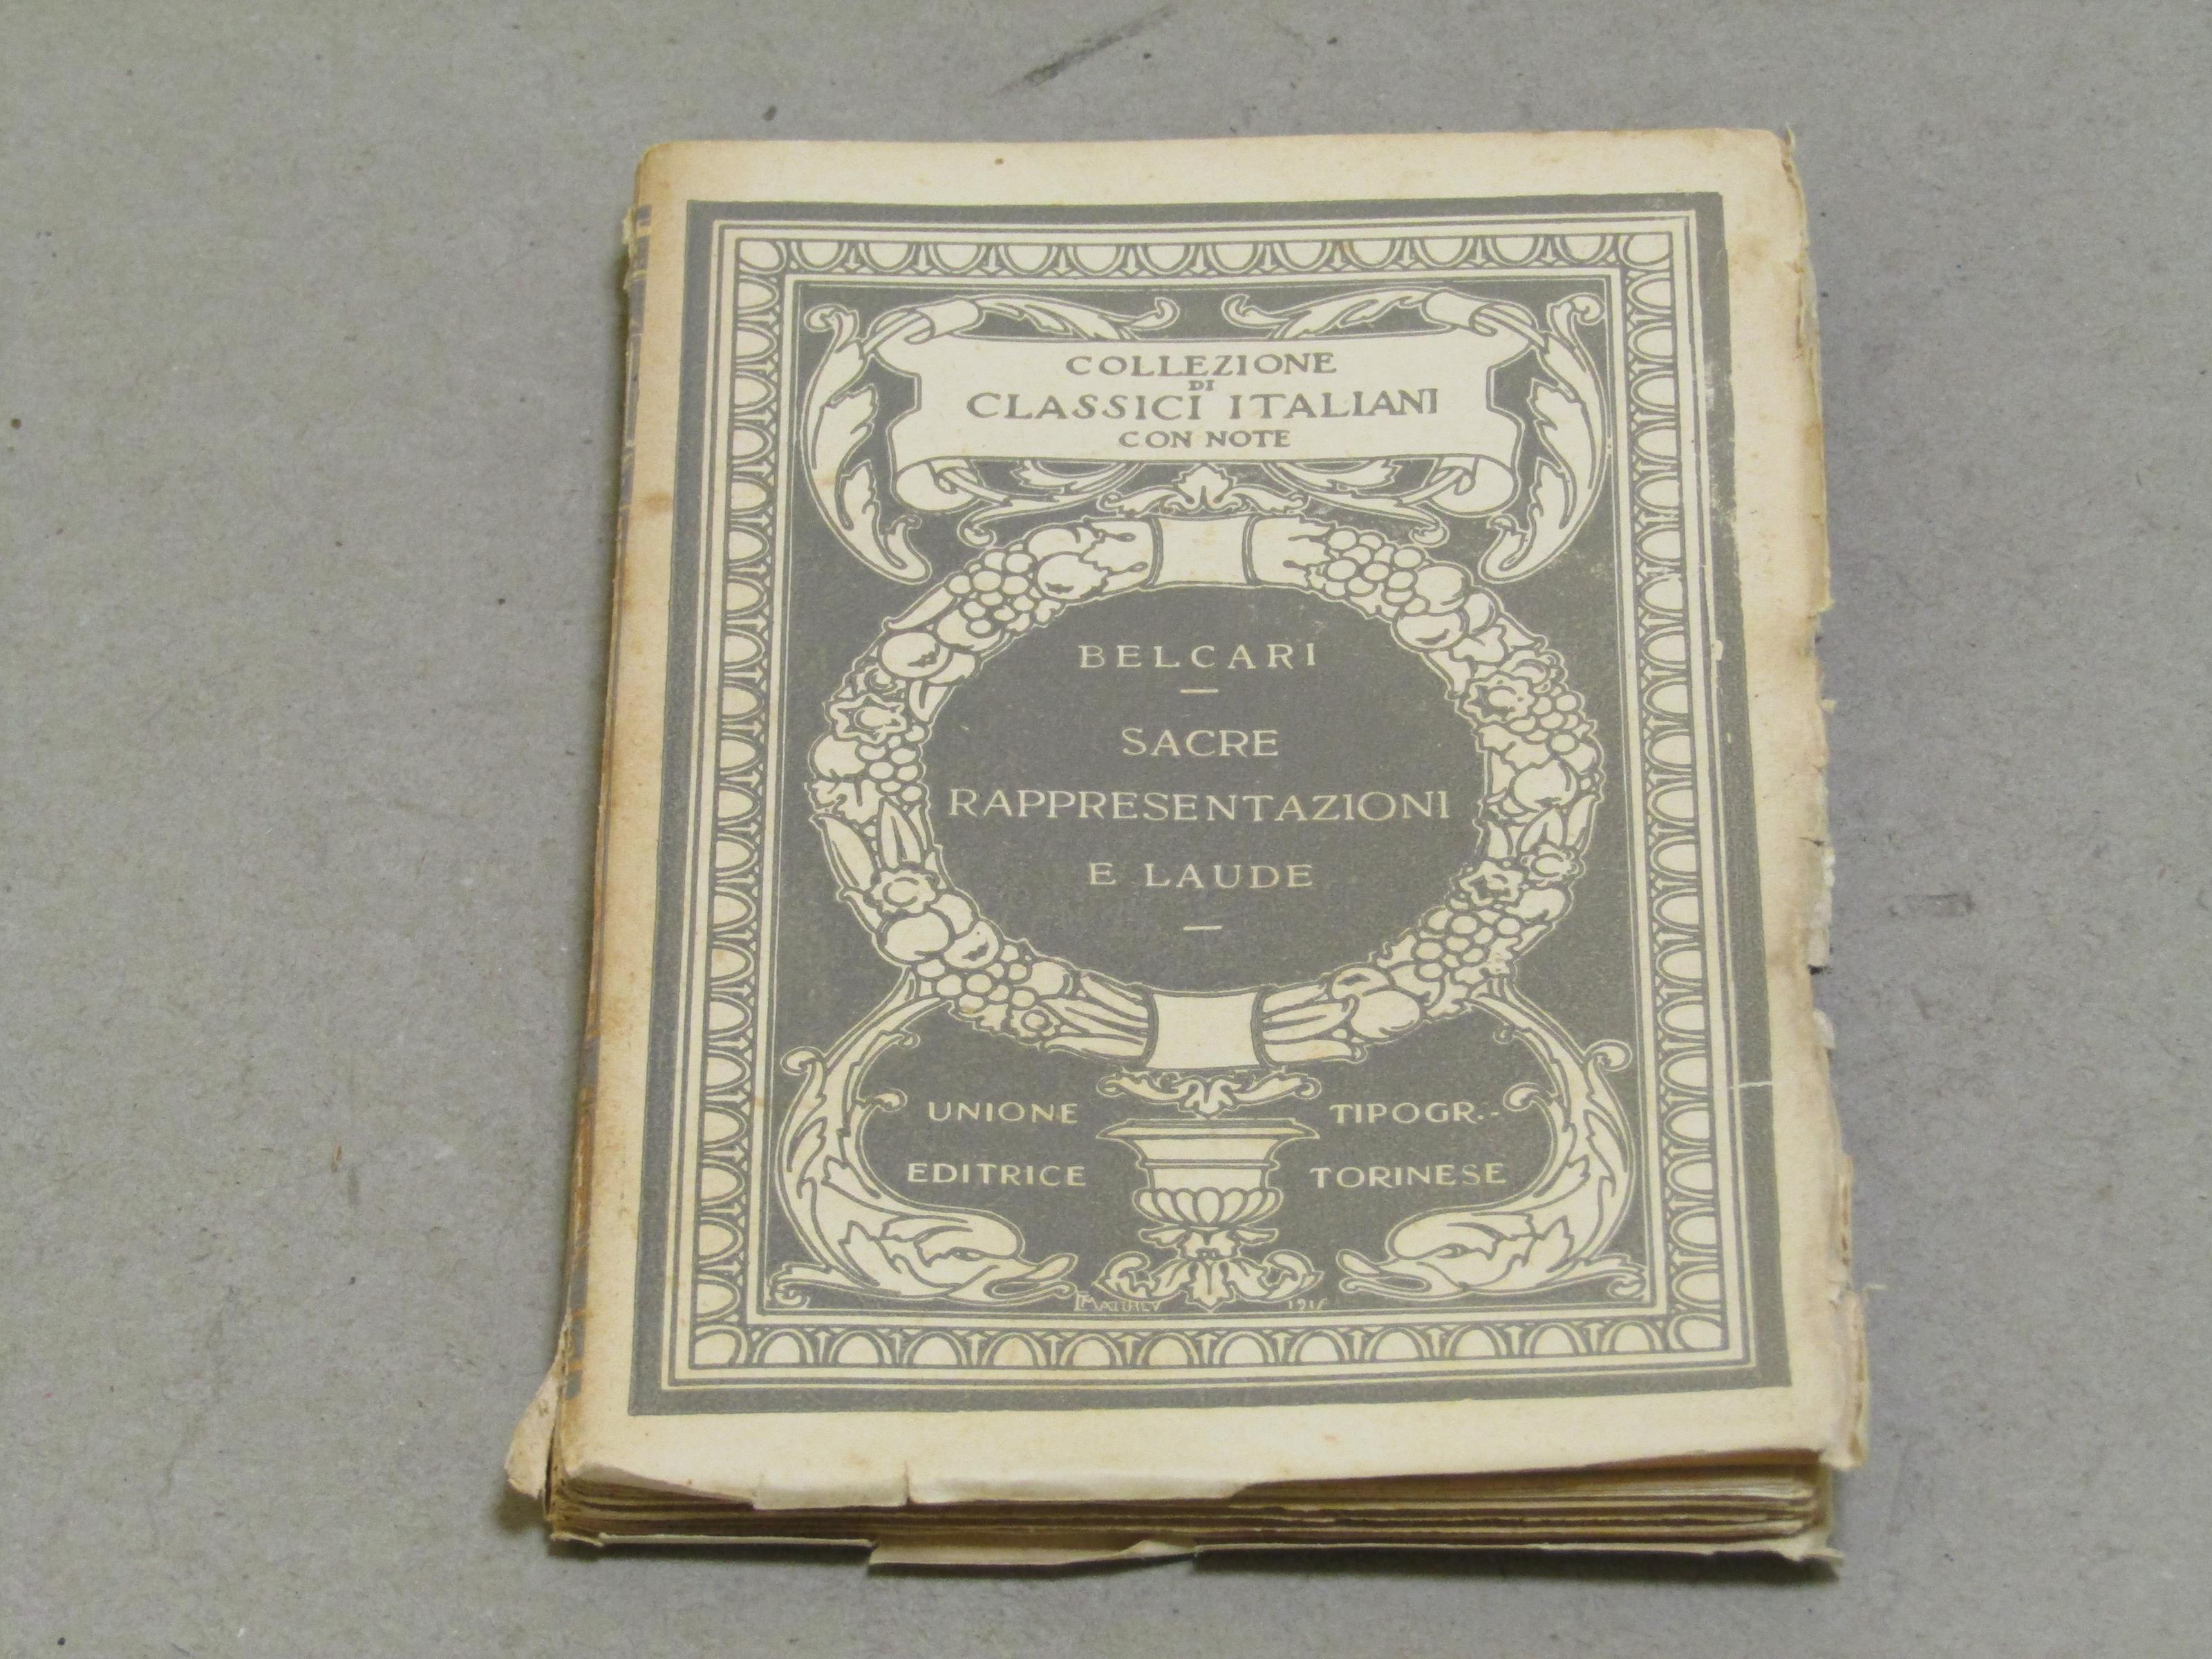 COLLEZIONE
DI
CLASSICI ITALIANI
CON NOTE
BELCARI
SACRE
RAPPRESENTAZIONI
E LAUDE
UNIONE TIPOGR.-
EDITRICE TORINESE